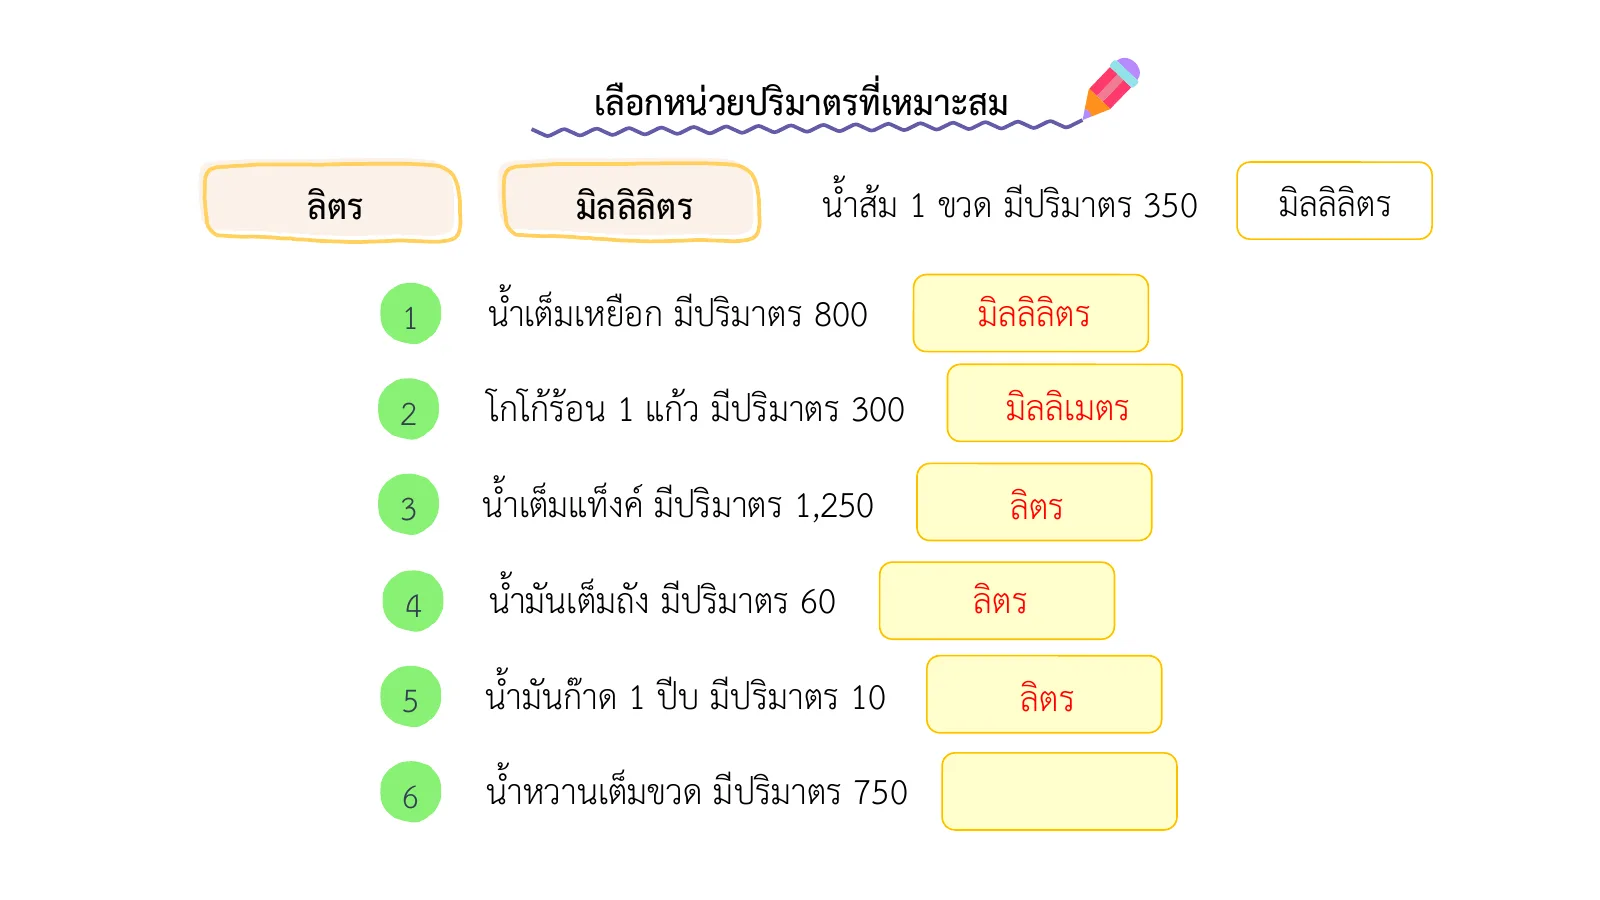 เลือกหน่วยปริมาตรที่เหมาะสม
ลิตร
มิลลิลิตร
น้ำส้ม 1 ขวด มีปริมาตร 350 มิลลิลิตร
1 น้ำเต็มเหยือก มีปริมาตร 800 มิลลิลิตร
2 โกโก้ร้อน 1 แก้ว มีปริมาตร 300 มิลลิเมตร
3 น้ำเต็มแท็งค์ มีปริมาตร 1,250 ลิตร
4 น้ำมันเต็มถัง มีปริมาตร 60 ลิตร
5 น้ำมันก๊าด 1 ปีบ มีปริมาตร 10 ลิตร
6 น้ำหวานเต็มขวด มีปริมาตร 750